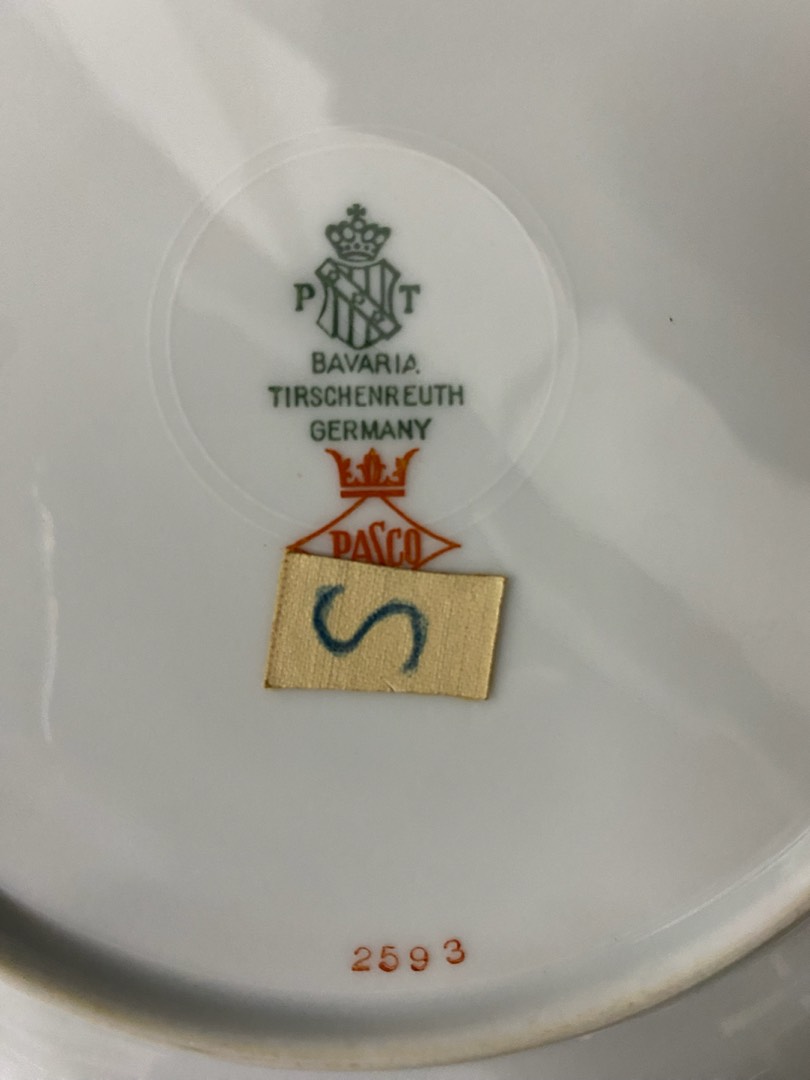 P T
BAVARIA
TIRSCHENREUTH
GERMANY
PASCO
S
2593